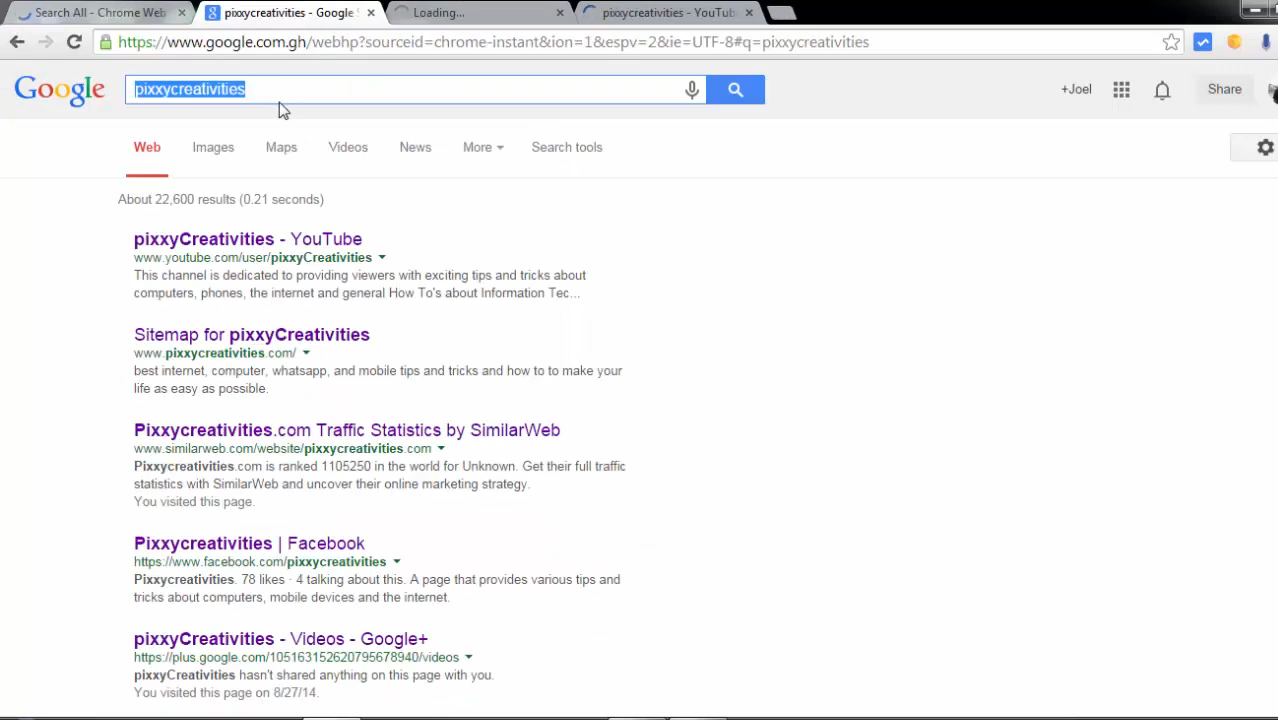 Search All - Chrome Web
pixxycreativities - Google S
Loading...
pixxycreativities - YouTub
https://www.google.com.gh/webhp?sourceid=chrome-instant&ion=1&espv=2&ie=UTF-8#q=pixxycreativities
Google
pixxycreativities
+Joel
Share
Web
Images
Maps
Videos
News
More
Search tools
About 22,600 results (0.21 seconds)
pixxyCreativities - YouTube
www.youtube.com/user/pixxyCreativities
This channel is dedicated to providing viewers with exciting tips and tricks about
computers, phones, the internet and general How To's about Information Tec...
Sitemap for pixxyCreativities
www.pixxycreativities.com/
best internet, computer, whatsapp, and mobile tips and tricks and how to to make your
life as easy as possible.
Pixxycreativities.com Traffic Statistics by SimilarWeb
www.similarweb.com/website/pixxycreativities.com
Pixxycreativities.com is ranked 1105250 in the world for Unknown. Get their full traffic
statistics with SimilarWeb and uncover their online marketing strategy.
You visited this page.
Pixxycreativities | Facebook
https://www.facebook.com/pixxycreativities
Pixxycreativities. 78 likes · 4 talking about this. A page that provides various tips and
tricks about computers, mobile devices and the internet.
pixxyCreativities - Videos - Google+
https://plus.google.com/105163152620795678940/videos
pixxyCreativities hasn't shared anything on this page with you.
You visited this page on 8/27/14.